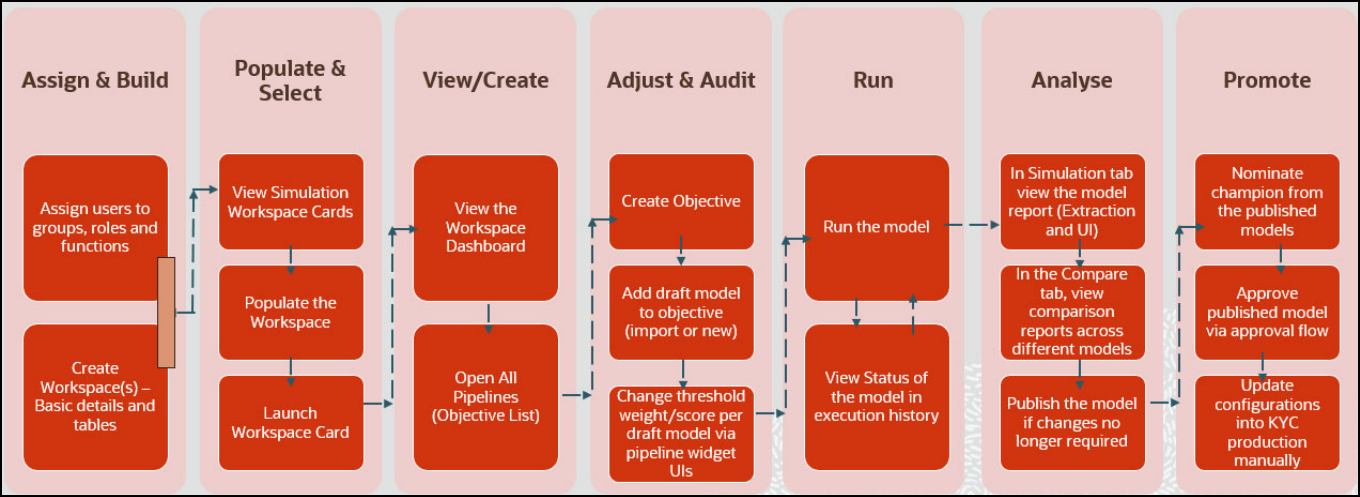 Assign & Build
Assign users to
groups, roles and
functions
Create
Workspace(s) –
Basic details and
tables
Populate &
Select
View Simulation
Workspace Cards
Populate the
Workspace
Launch
Workspace Card
View/Create
View the
Workspace
Dashboard
Open All
Pipelines
(Objective List)
Adjust & Audit
Create Objective
Add draft model
to objective
(import or new)
Change threshold
weight/score per
draft model via
pipeline widget
UIs
Run
Run the model
View Status of
the model in
execution history
Analyse
In Simulation tab
view the model
report (Extraction
and UI)
In the Compare
tab, view
comparison
reports across
different models
Publish the model
if changes no
longer required
Promote
Nominate
champion from
the published
models
Approve
published model
via approval flow
Update
configurations
into KYC
production
manually